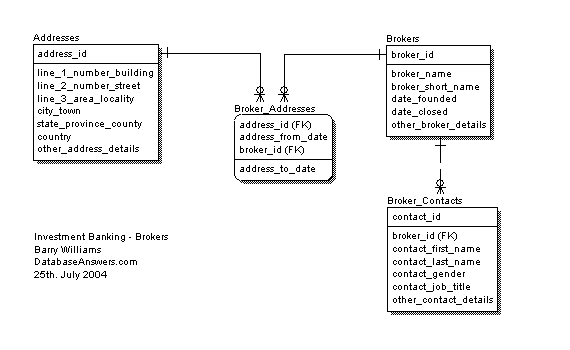 Addresses
address_id
line_1_number_building
line_2_number_street
line_3_area_locality
city_town
state_province_county
country
other_address_details
Broker_Addresses
address_id (FK)
address_from_date
broker_id (FK)
address_to_date
Brokers
broker_id
broker_name
broker_short_name
date_founded
date_closed
other_broker_details
Broker_Contacts
contact_id
broker_id (FK)
contact_first_name
contact_last_name
contact_gender
contact_job_title
other_contact_details
Investment Banking - Brokers
Barry Williams
DatabaseAnswers.com
25th. July 2004